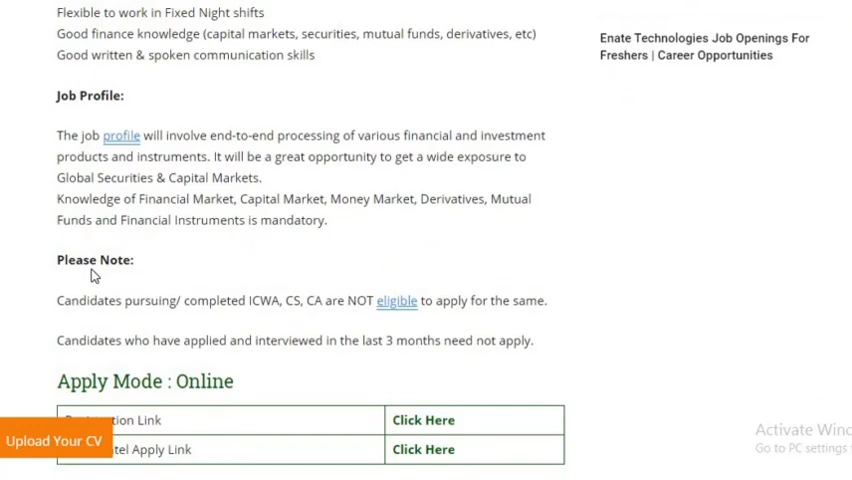 Flexible to work in Fixed Night shifts
Good finance knowledge (capital markets, securities, mutual funds, derivatives, etc)
Good written & spoken communication skills
Enate Technologies Job Openings For
Freshers | Career Opportunities
Job Profile:
The job profile will involve end-to-end processing of various financial and investment
products and instruments. It will be a great opportunity to get a wide exposure to
Global Securities & Capital Markets.
Knowledge of Financial Market, Capital Market, Money Market, Derivatives, Mutual
Funds and Financial Instruments is mandatory.
Please Note:
Candidates pursuing/ completed ICWA, CS, CA are NOT eligible to apply for the same.
Candidates who have applied and interviewed in the last 3 months need not apply.
Apply Mode : Online
Link Click Here
Upload Your CV
Apply Link Click Here
Activate Winc
Go to PC settings